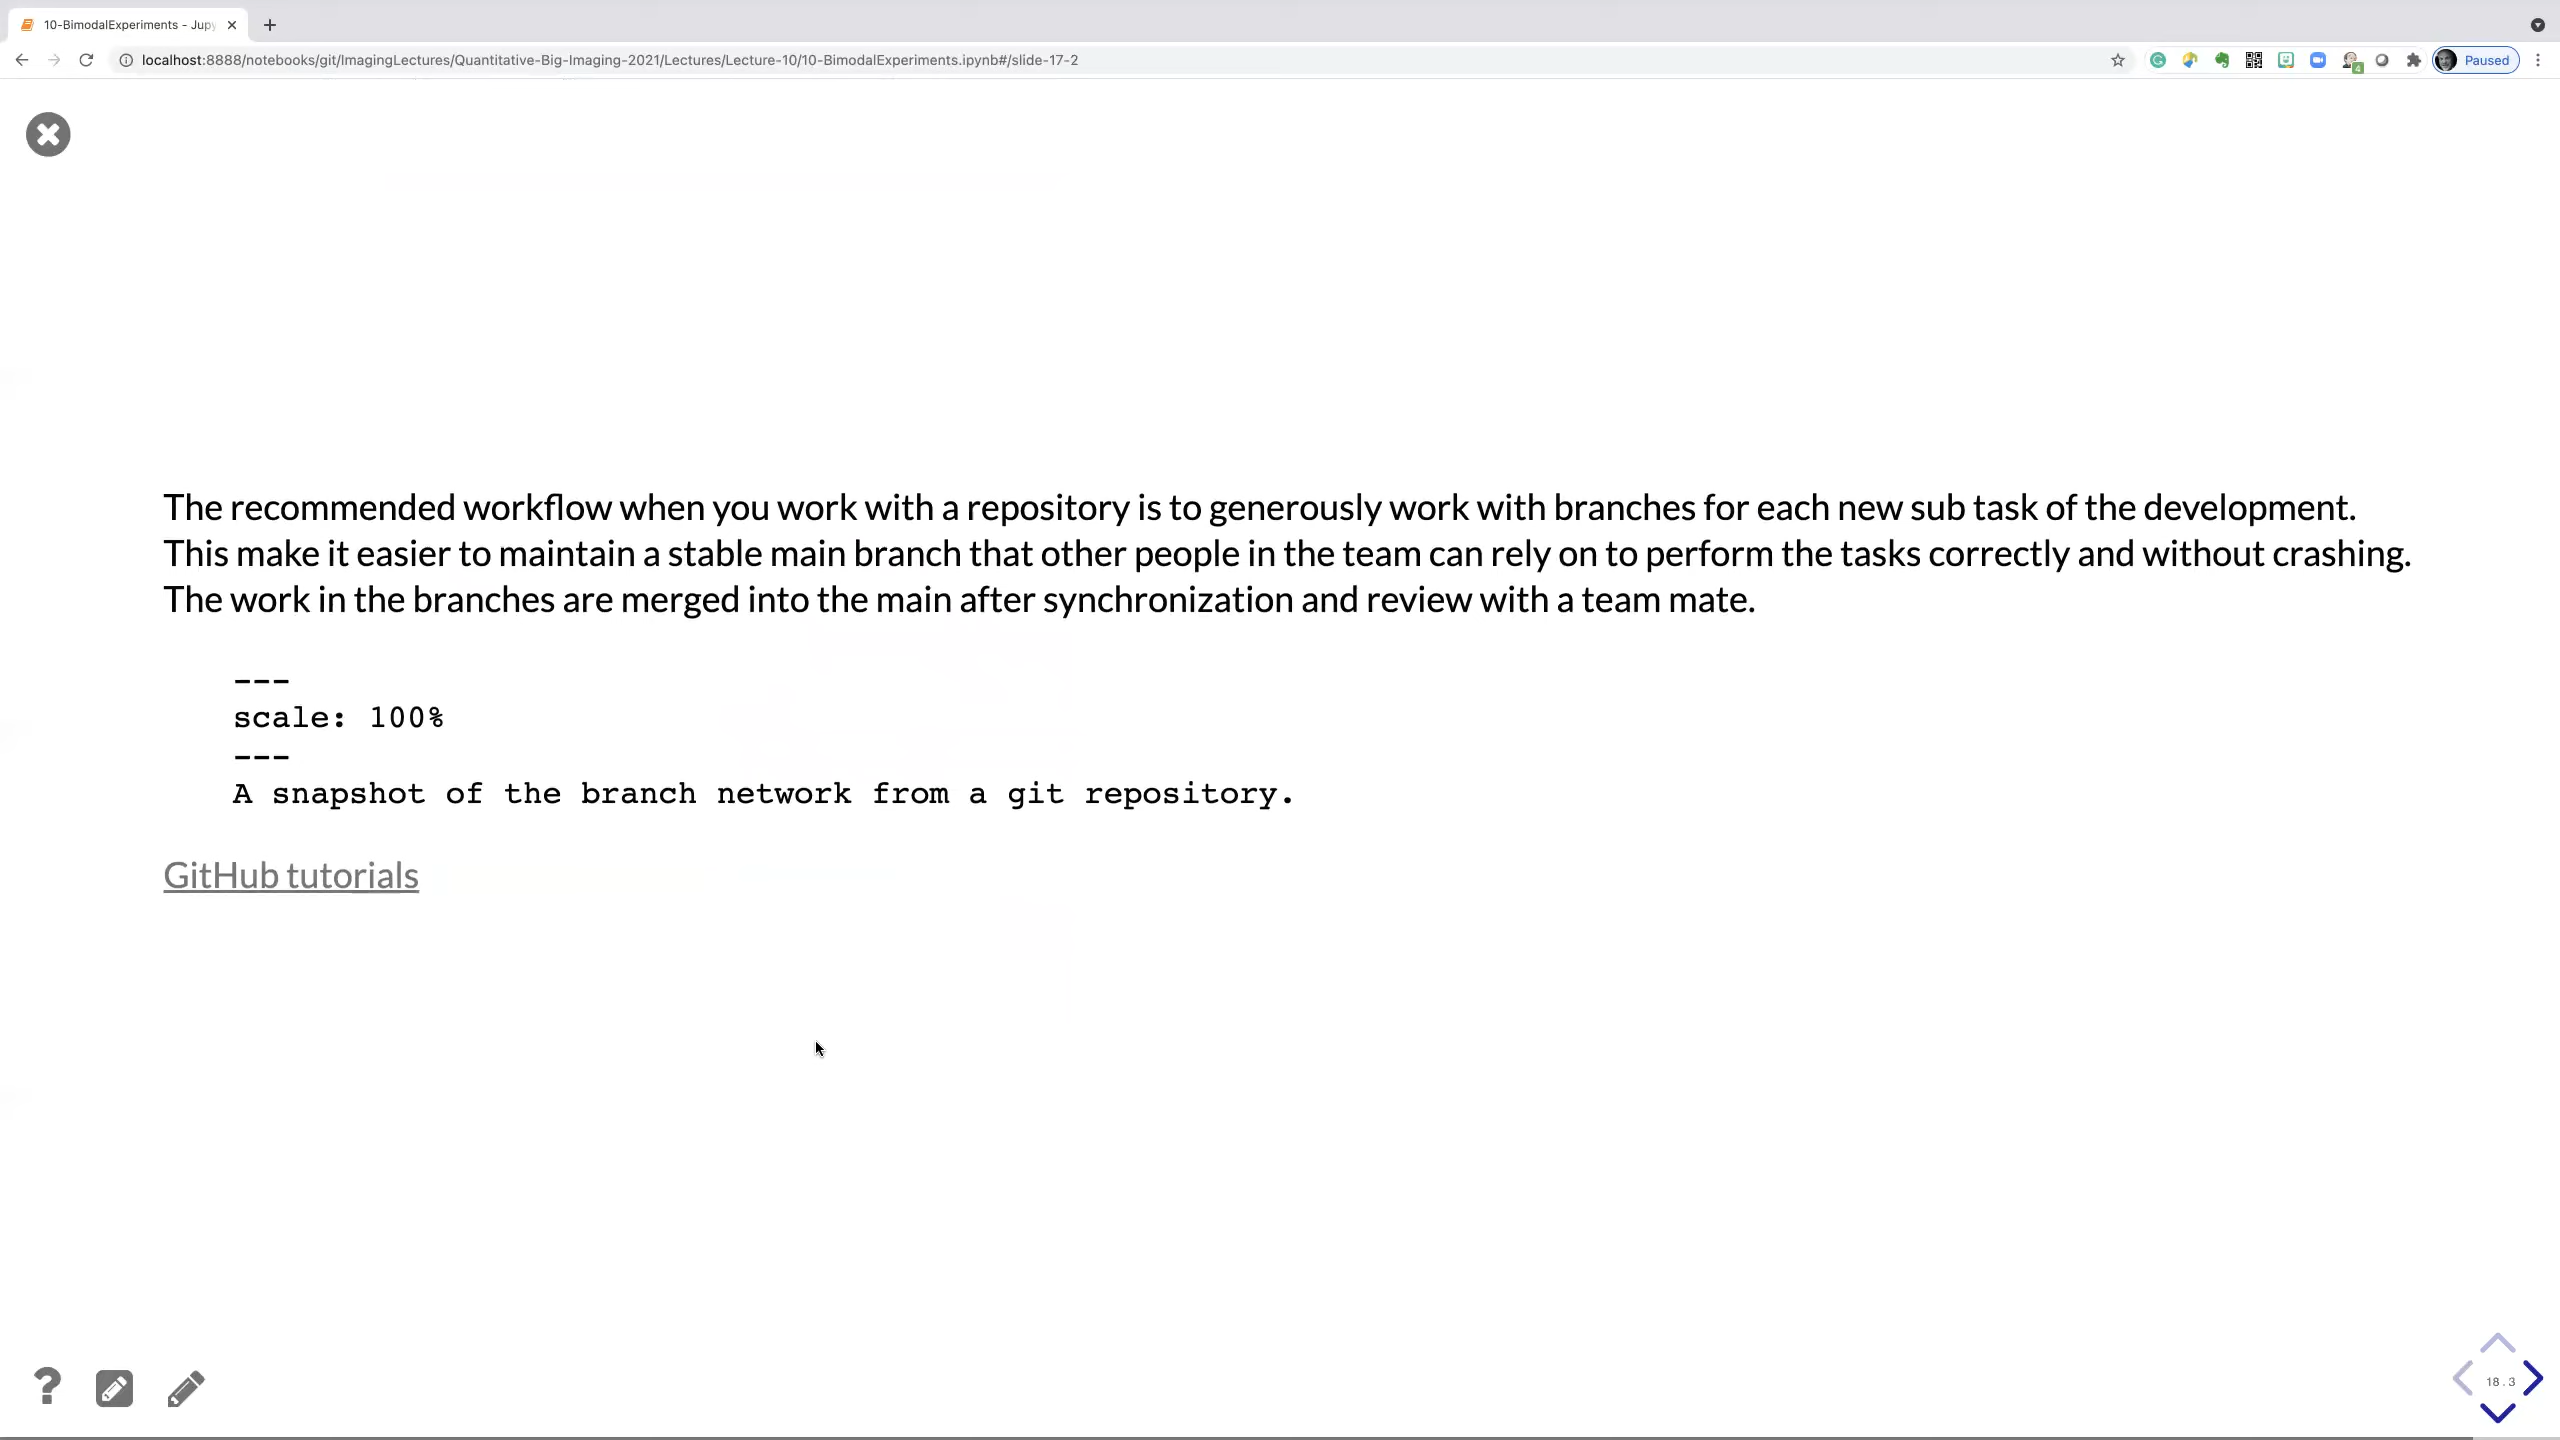 10-BimodalExperiments - Jupy
localhost:8888/notebooks/git/ImagingLectures/Quantitative-Big-Imaging-2021/Lectures/Lecture-10/10-BimodalExperiments.ipynb#/slide-17-2
4
Paused
The recommended workflow when you work with a repository is to generously work with branches for each new sub task of the development.
This make it easier to maintain a stable main branch that other people in the team can rely on to perform the tasks correctly and without crashing.
The work in the branches are merged into the main after synchronization and review with a team mate.
---
scale: 100%
---
A snapshot of the branch network from a git repository.
GitHub tutorials
18.3